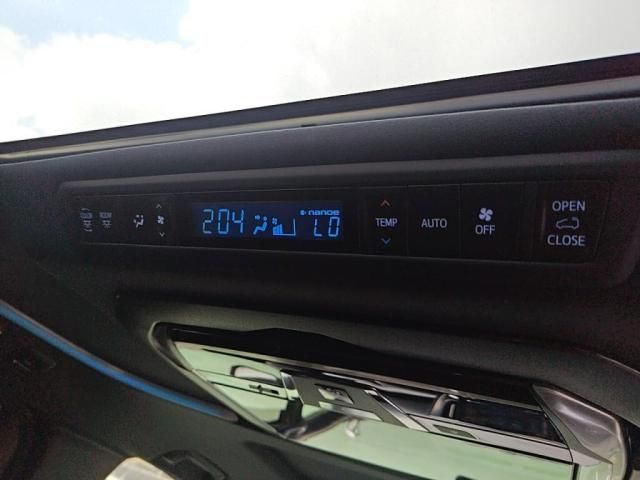 204
nanoe
LO
TEMP
AUTO
OFF
OPEN
CLOSE